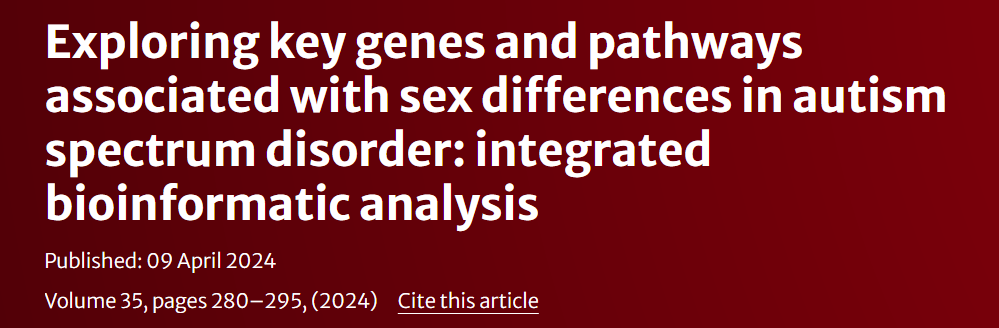 Exploring key genes and pathways
associated with sex differences in autism
spectrum disorder: integrated
bioinformatic analysis
Published: 09 April 2024
Volume 35, pages 280–295, (2024) Cite this article